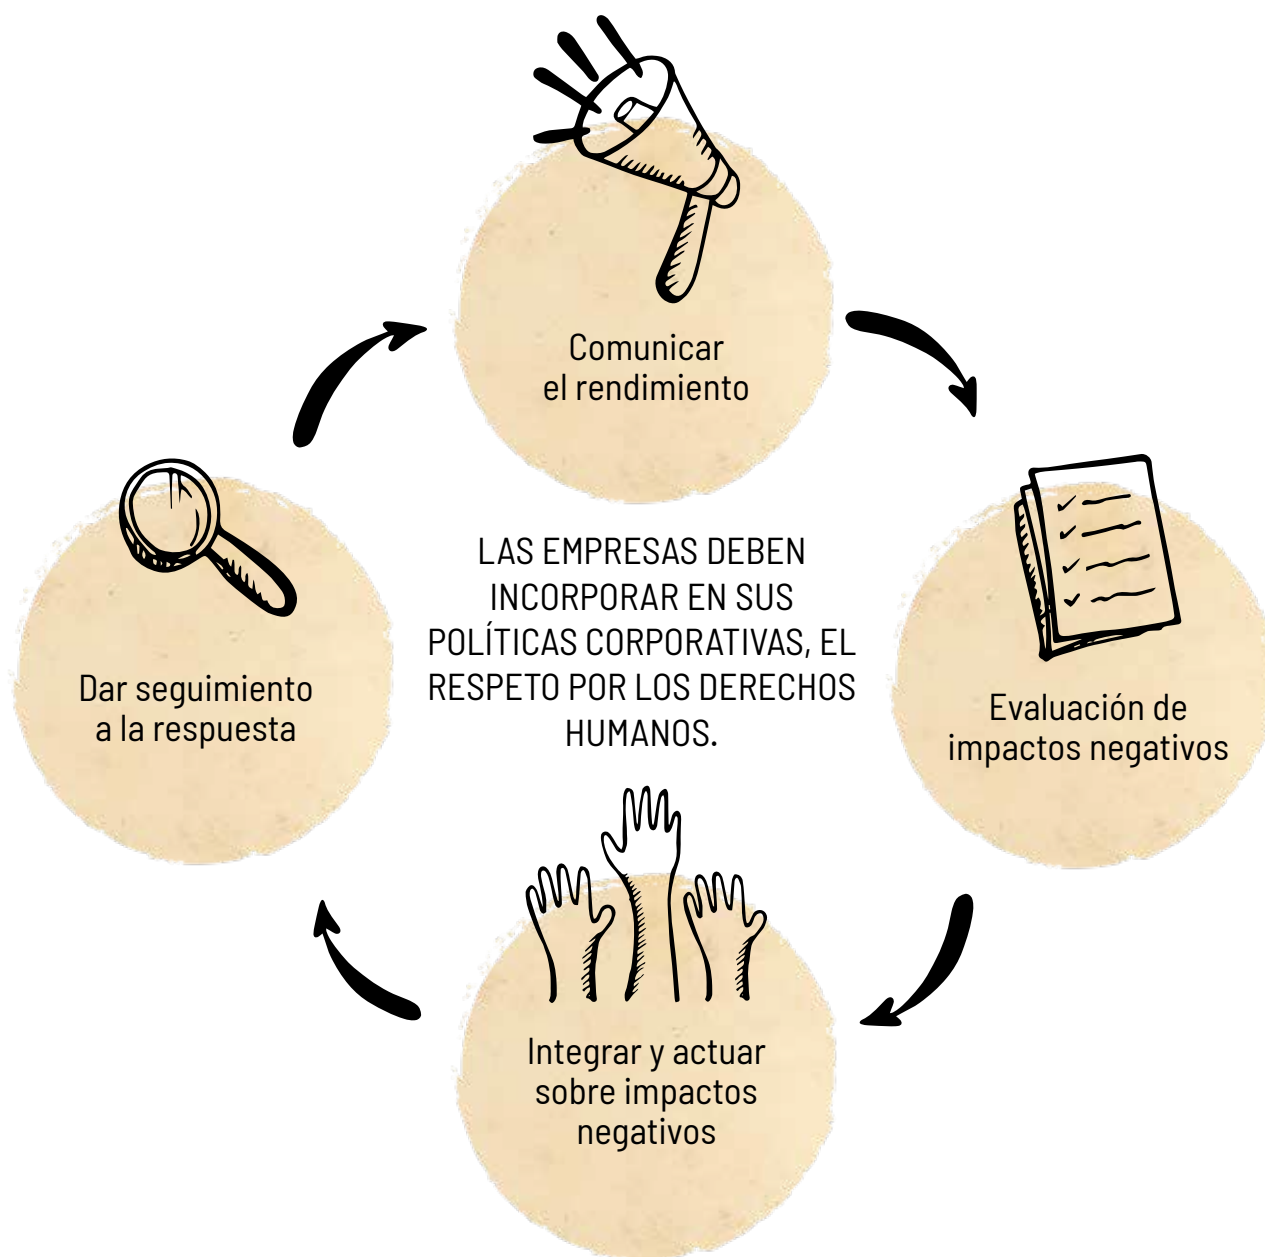 Comunicar
el rendimiento
LAS EMPRESAS DEBEN
INCORPORAR EN SUS
POLÍTICAS CORPORATIVAS, EL
RESPETO POR LOS DERECHOS
HUMANOS.
Dar seguimiento
a la respuesta
Evaluación de
impactos negativos
Integrar y actuar
sobre impactos
negativos